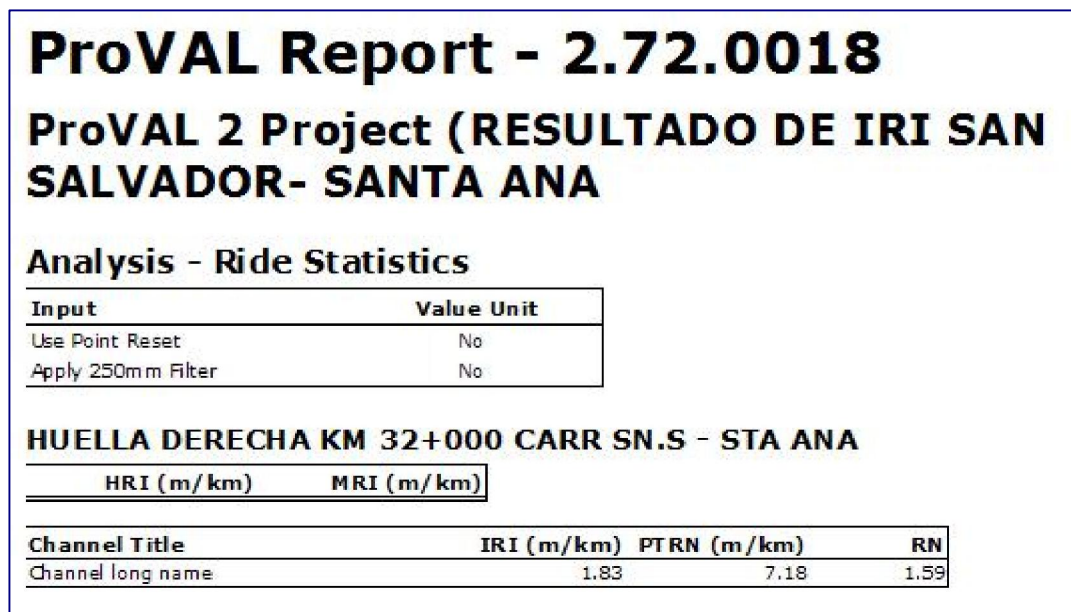 ProVAL Report - 2.72.0018
ProVAL 2 Project (RESULTADO DE IRI SAN
SALVADOR- SANTA ANA
Analysis - Ride Statistics
Input Value Unit
Use Point Reset No
Apply 250mm Filter No
HUELLA DERECHA KM 32+000 CARR SN.S - STA ANA
HRI (m/km) MRI (m/km)
Channel Title IRI (m/km) PTRN (m/km) RN
Channel long name 1.83 7.18 1.59